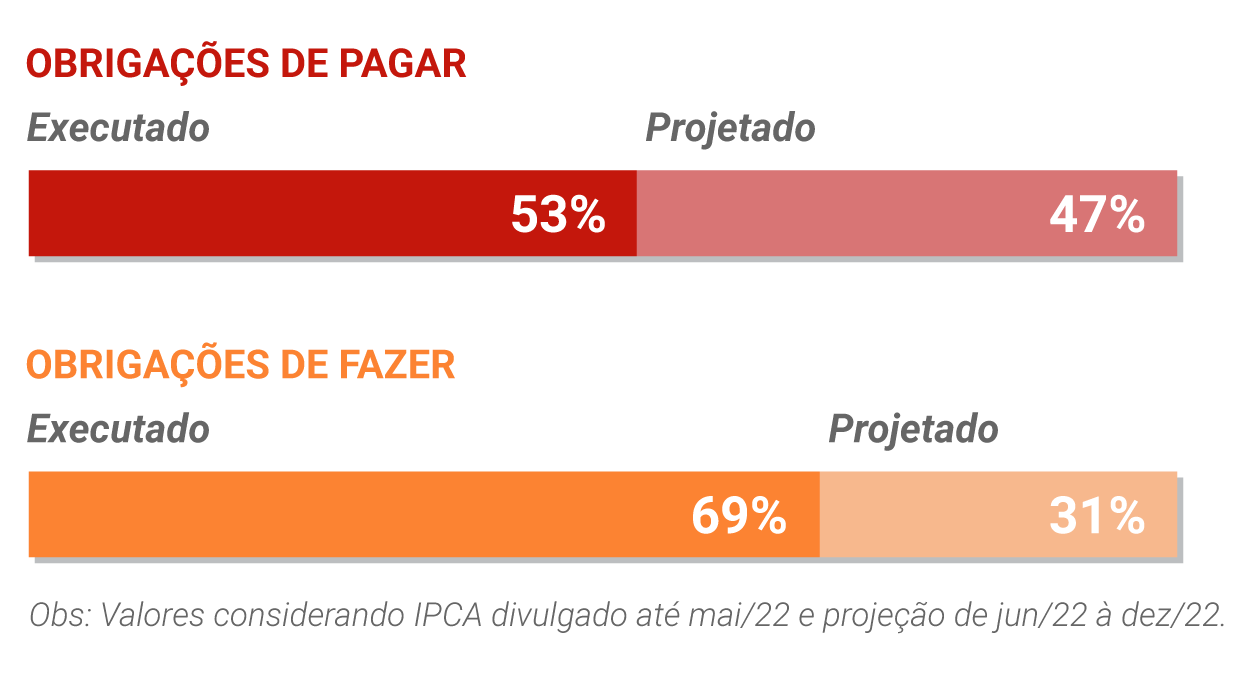 OBRIGAÇÕES DE PAGAR
Executado Projetado
53% 47%
OBRIGAÇÕES DE FAZER
Executado Projetado
69% 31%
Obs: Valores considerando IPCA divulgado até mai/22 e projeção de jun/22 à dez/22.